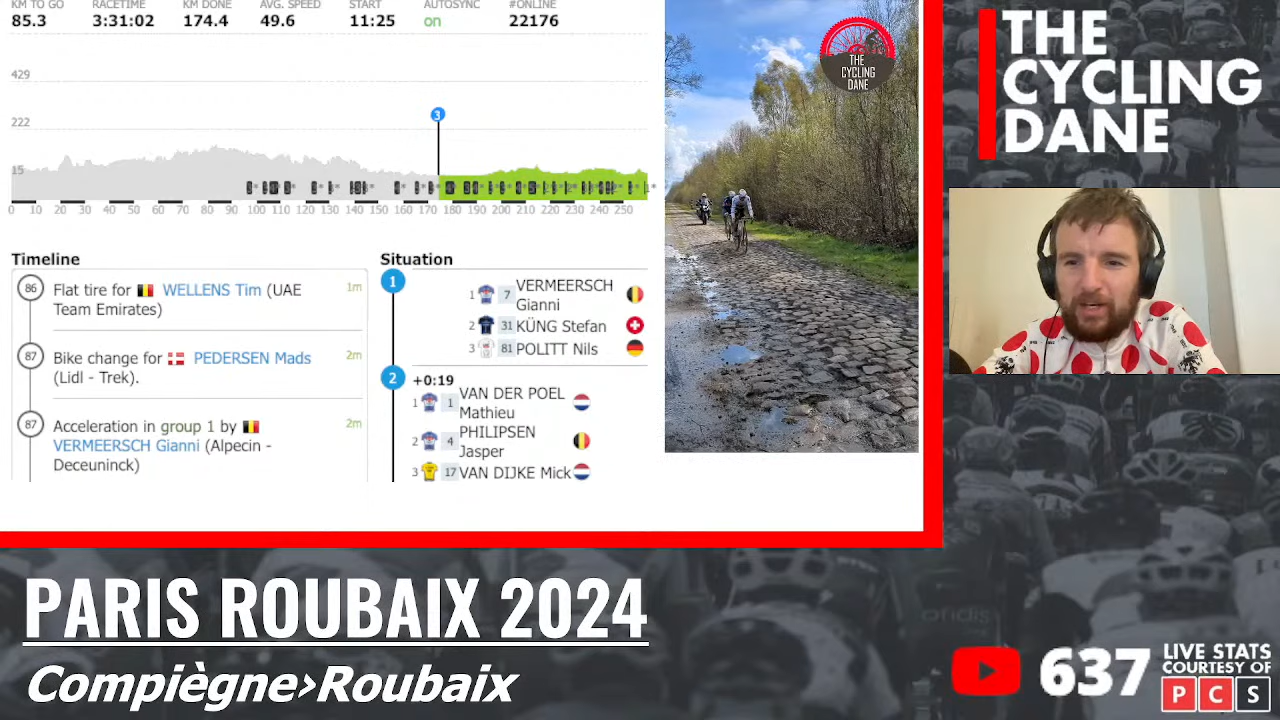 KM TO GO RACETIME KM DONE AVG. SPEED START AUTOSYNC #ONLINE
85.3 3:31:02 174.4 49.6 11:25 on 22176
429
222
15
3
0 10 20 30 40 50 60 70 80 90 100 110 120 130 140 150 160 170 180 190 200 210 220 230 240 250
Timeline
86 Flat tire for WELLENS Tim (UAE 1m
Team Emirates)
87 Bike change for PEDERSEN Mads 2m
(Lidl - Trek).
87 Acceleration in group 1 by 2m
VERMEERSCH Gianni (Alpecin -
Deceuninck)
Situation
1
1 7 VERMEERSCH
Gianni
2 31 KÜNG Stefan
3 81 POLITT Nils
2 +0:19
1 1 VAN DER POEL
Mathieu
2 4 PHILIPSEN
Jasper
3 17 VAN DIJKE Mick
THE
CYCLING
DANE
THE
CYCLING
DANE
PARIS ROUBAIX 2024
Compiègne›Roubaix
637
LIVE STATS
COURTESY OF
P C S